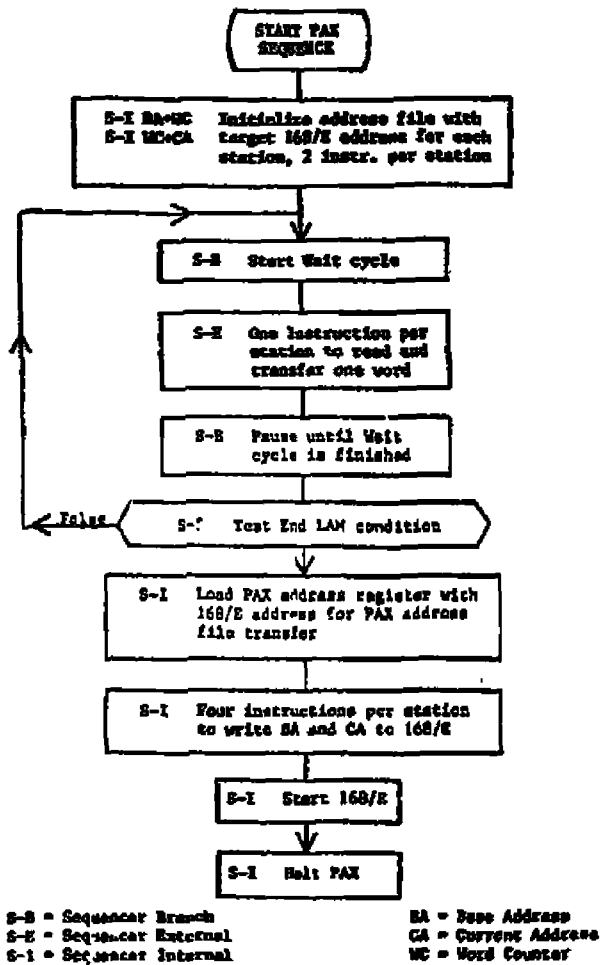 START PAX
SEQUENCE
S-I BA→WC Initialize address file with
S-I WC→CA target 168/E address for each
station, 2 instr. per station
S-B Start Wait cycle
S-E One instruction per
station to read and
transfer one word
Pause until Wait
cycle is finished
False
Test End LAM condition
S-I Load PAX address register with
168/E address for PAX address
file transfer
S-I Four instructions per station
to write BA and CA to 168/E
S-I Start 168/E
S-I Halt PAX
S-B = Sequencer Branch
S-E = Sequencer External
S-I = Sequencer Internal
BA = Base Address
CA = Current Address
WC = Word Counter